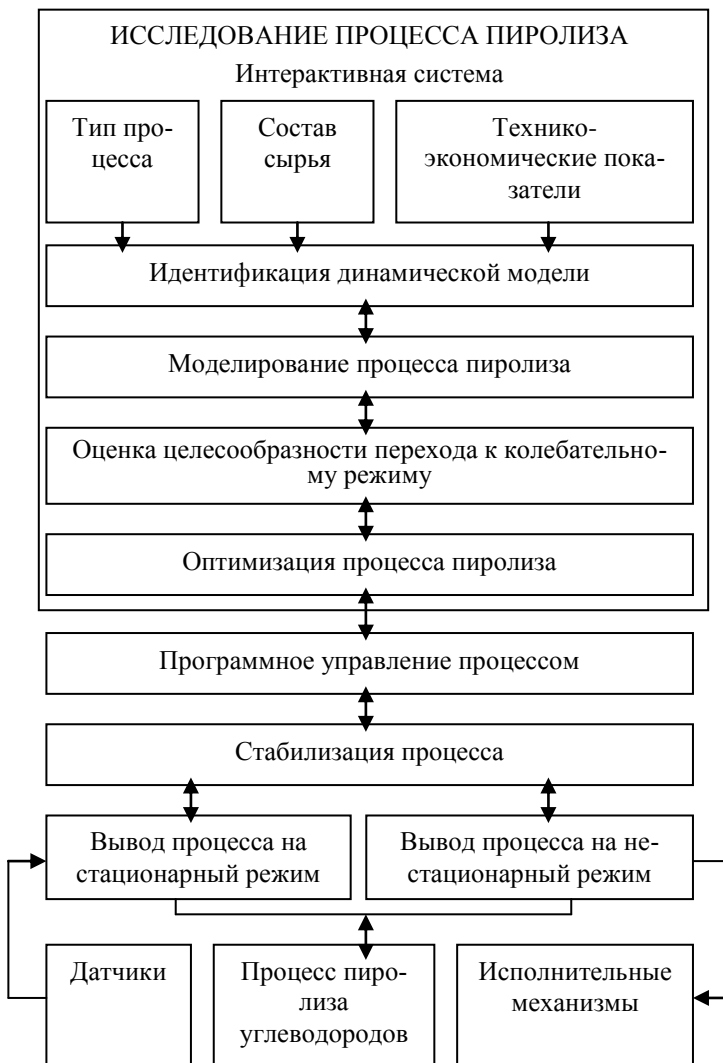 ИССЛЕДОВАНИЕ ПРОЦЕССА ПИРОЛИЗА
Интерактивная система
Тип про-
цесса
Состав
сырья
Технико-
экономические пока-
затели
Идентификация динамической модели
Моделирование процесса пиролиза
Оценка целесообразности перехода к колебательно-
му режиму
Оптимизация процесса пиролиза
Программное управление процессом
Стабилизация процесса
Вывод процесса на
стационарный режим
Вывод процесса на не-
стационарный режим
Датчики
Процесс пиро-
лиза
углеводородов
Исполнительные
механизмы